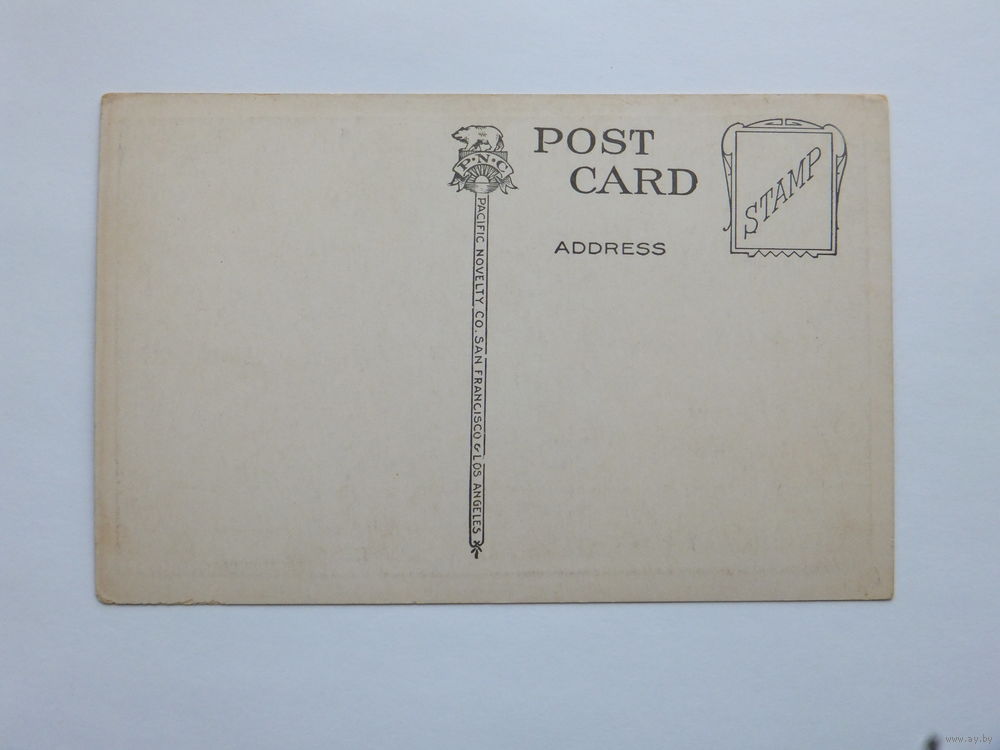 P·N·C
PACIFIC NOVELTY CO. SAN FRANCISCO & LOS ANGELES
POST
CARD
ADDRESS
STAMP
www.ay.by